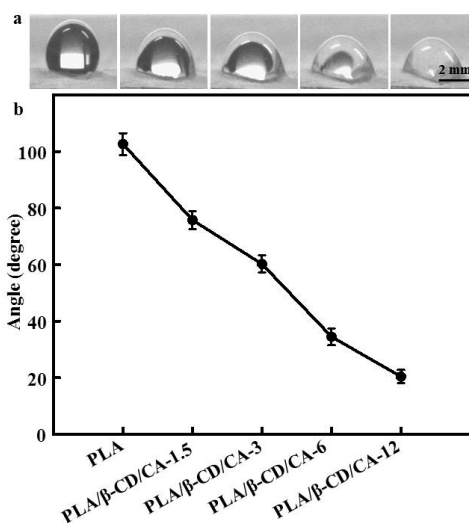 a
2 mm
b
Angle (degree)
100
80
60
40
20
0
PLA
PLA/β-CD/CA-1.5
PLA/β-CD/CA-3
PLA/β-CD/CA-6
PLA/β-CD/CA-12